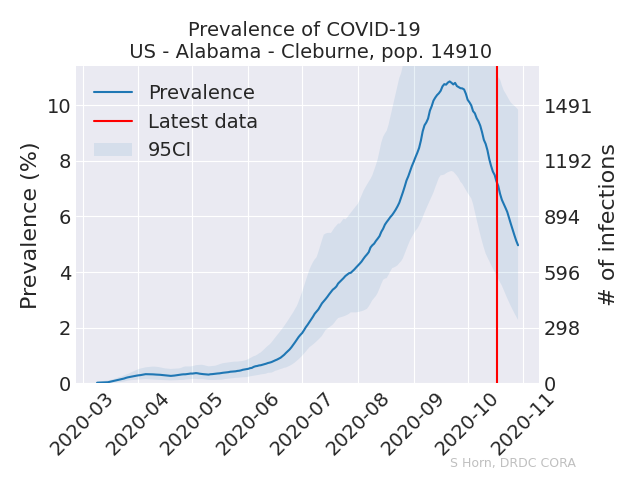 Prevalence of COVID-19
US - Alabama - Cleburne, pop. 14910
Prevalence
Latest data
95CI
Prevalence (%)
10
8
6
4
2
0
1491
1192
894
596
298
0
# of infections
2020-03
2020-04
2020-05
2020-06
2020-07
2020-08
2020-09
2020-10
2020-11
S Horn, DRDC CORA